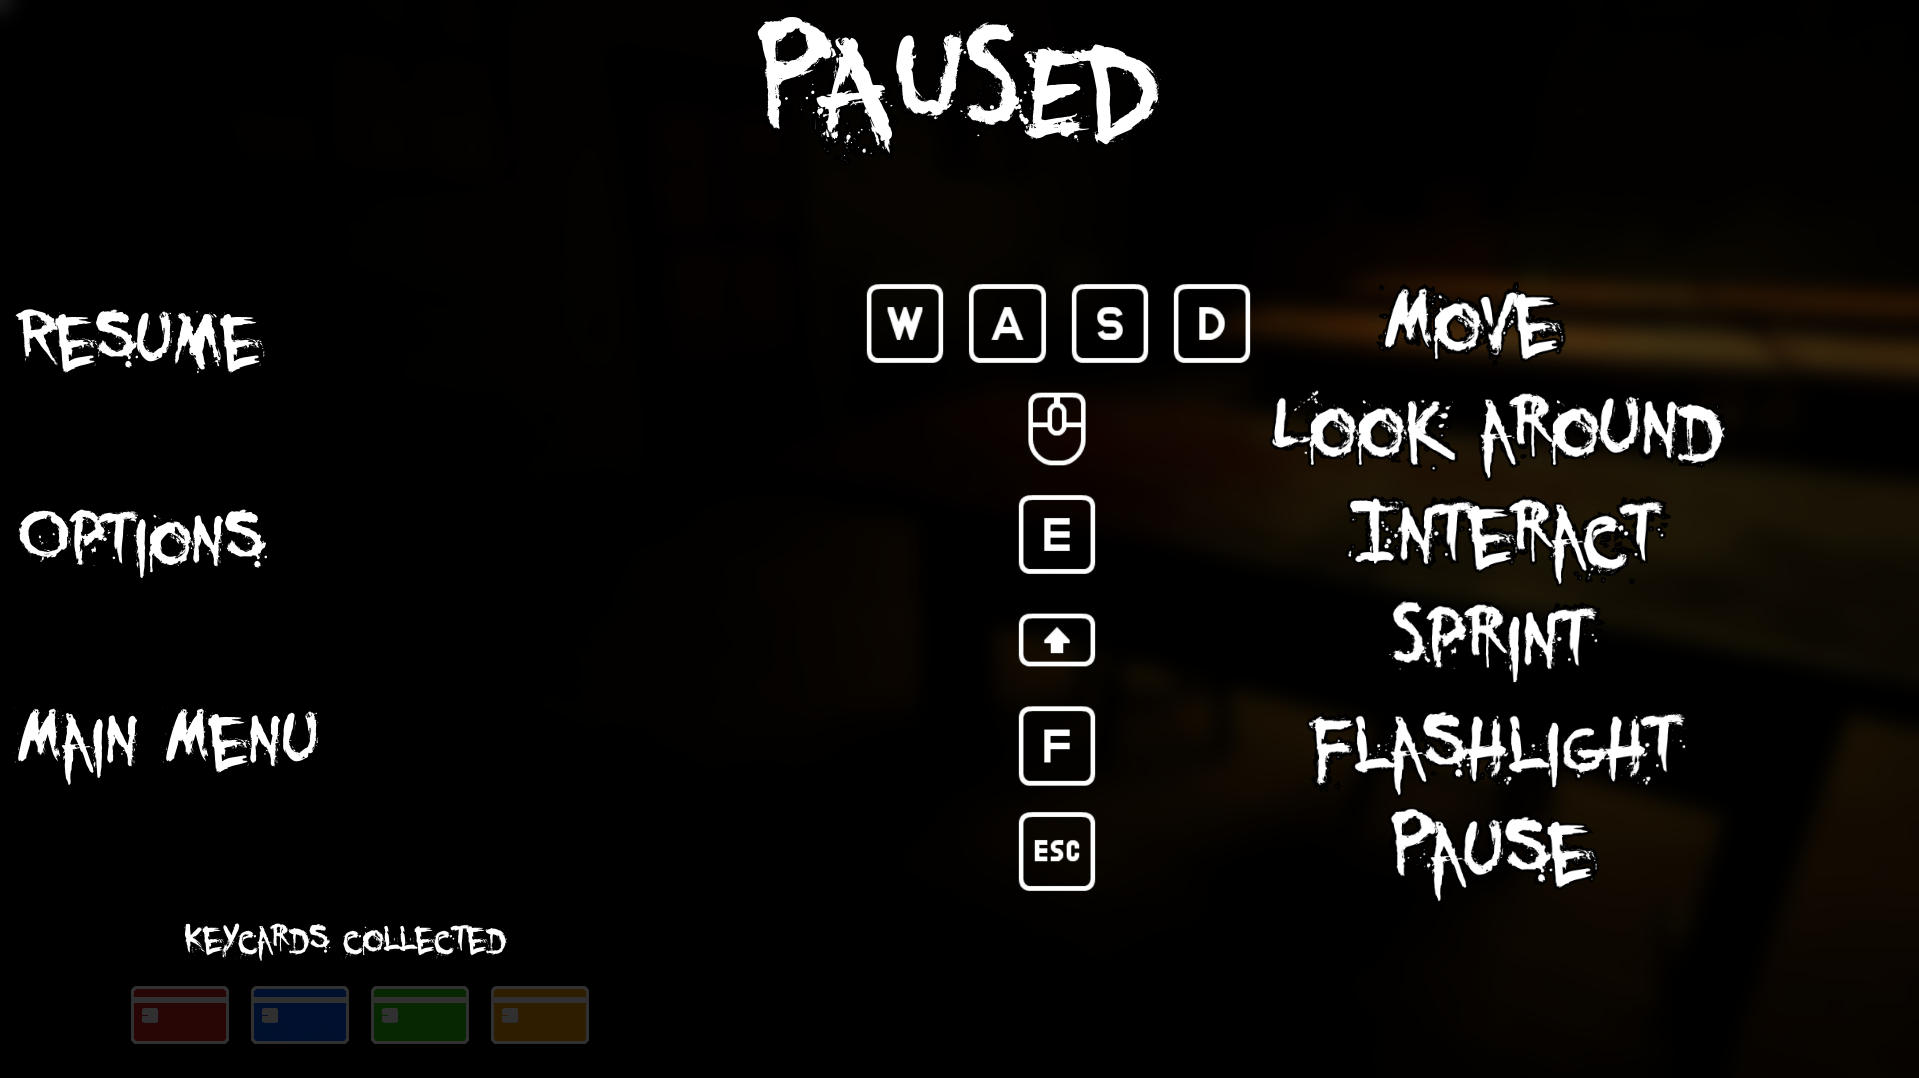 PAUSED
RESUME
OPTIONS
MAIN MENU
W A S D MOVE
LOOK AROUND
E INTERACT
SPRINT
F FLASHLIGHT
ESC PAUSE
KEYCARDS COLLECTED